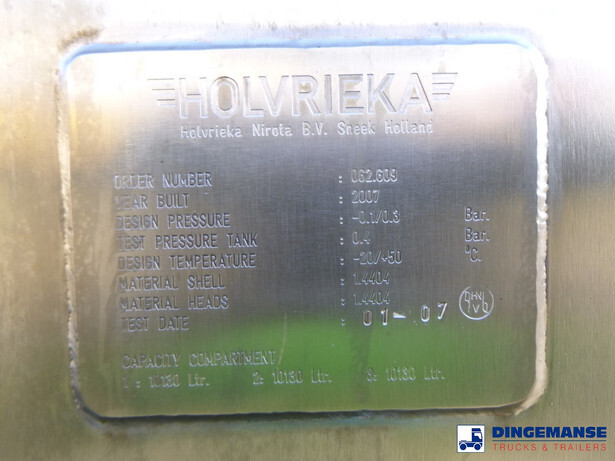 HOLVRIEKA
Holvrieka Nirota B.V. Sneek Holland
ORDER NUMBER : 062.609
YEAR BUILT : 2007
DESIGN PRESSURE : -0.1/0.3 Bar.
TEST PRESSURE TANK : 0.4 Bar.
DESIGN TEMPERATURE : -20/+50 °C.
MATERIAL SHELL : 1.4404
MATERIAL HEADS : 1.4404
TEST DATE : 01-07
CAPACITY COMPARTMENT
1 : 10130 Ltr. 2: 10130 Ltr. 3: 10130 Ltr.
DINGEMANSE
TRUCKS & TRAILERS